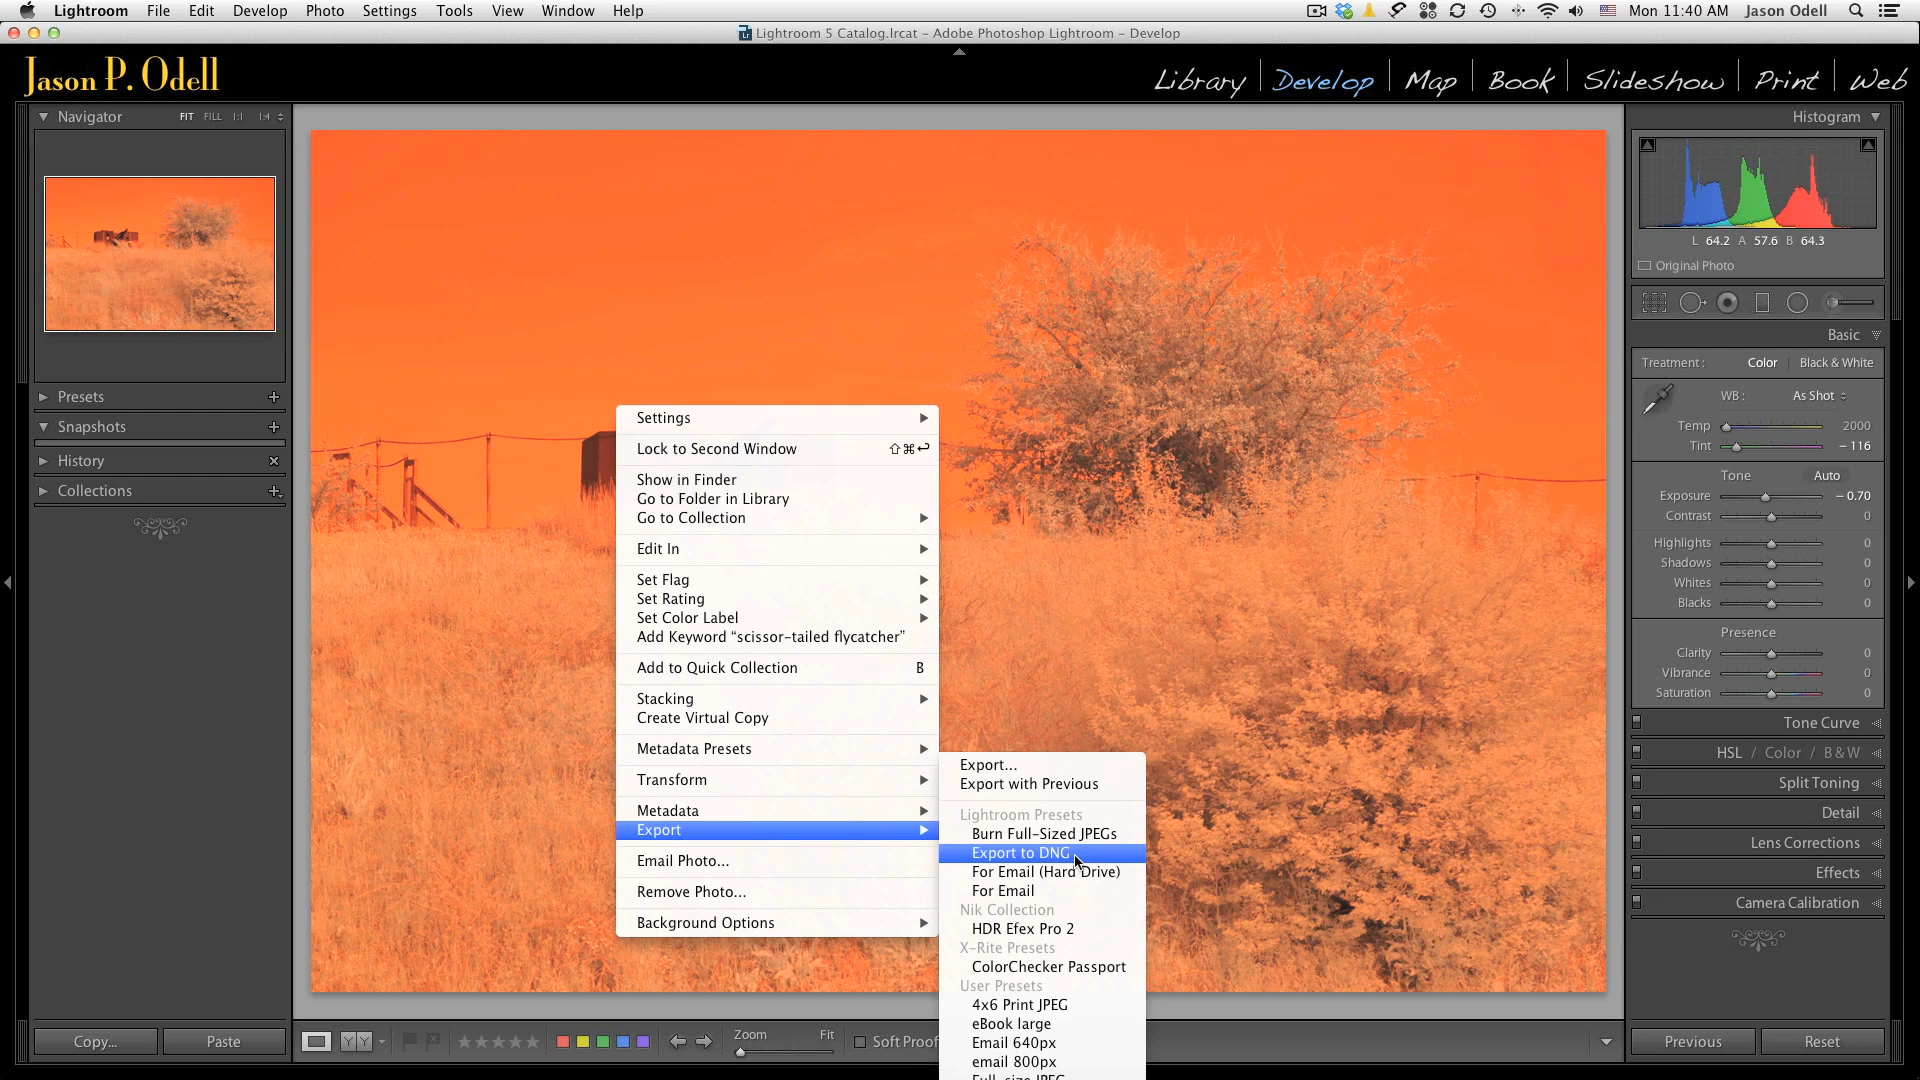 Lightroom File Edit Develop Photo Settings Tools View Window Help Mon 11:40 AM Jason Odell
Lightroom 5 Catalog.lrcat – Adobe Photoshop Lightroom – Develop
Jason P. Odell
Library Develop Map Book Slideshow Print Web
Navigator FIT FILL 1:1 1:4
Presets
Snapshots
History
Collections
Copy...
Paste
Settings
Lock to Second Window ⇧⌘↩
Show in Finder
Go to Folder in Library
Go to Collection
Edit In
Set Flag
Set Rating
Set Color Label
Add Keyword “scissor-tailed flycatcher”
Add to Quick Collection B
Stacking
Create Virtual Copy
Metadata Presets
Transform
Metadata
Export
Email Photo...
Remove Photo...
Background Options
Export...
Export with Previous
Lightroom Presets
Burn Full-Sized JPEGs
Export to DNG
For Email (Hard Drive)
For Email
Nik Collection
HDR Efex Pro 2
X-Rite Presets
ColorChecker Passport
User Presets
4x6 Print JPEG
eBook large
Email 640px
email 800px
Full-size JPEG
YY
Zoom Fit
Soft Proof
Histogram
L 64.2 A 57.6 B 64.3
Original Photo
Basic
Treatment : Color Black & White
WB : As Shot
Temp 2000
Tint – 116
Tone Auto
Exposure – 0.70
Contrast 0
Highlights 0
Shadows 0
Whites 0
Blacks 0
Presence
Clarity 0
Vibrance 0
Saturation 0
Tone Curve
HSL / Color / B & W
Split Toning
Detail
Lens Corrections
Effects
Camera Calibration
Previous
Reset